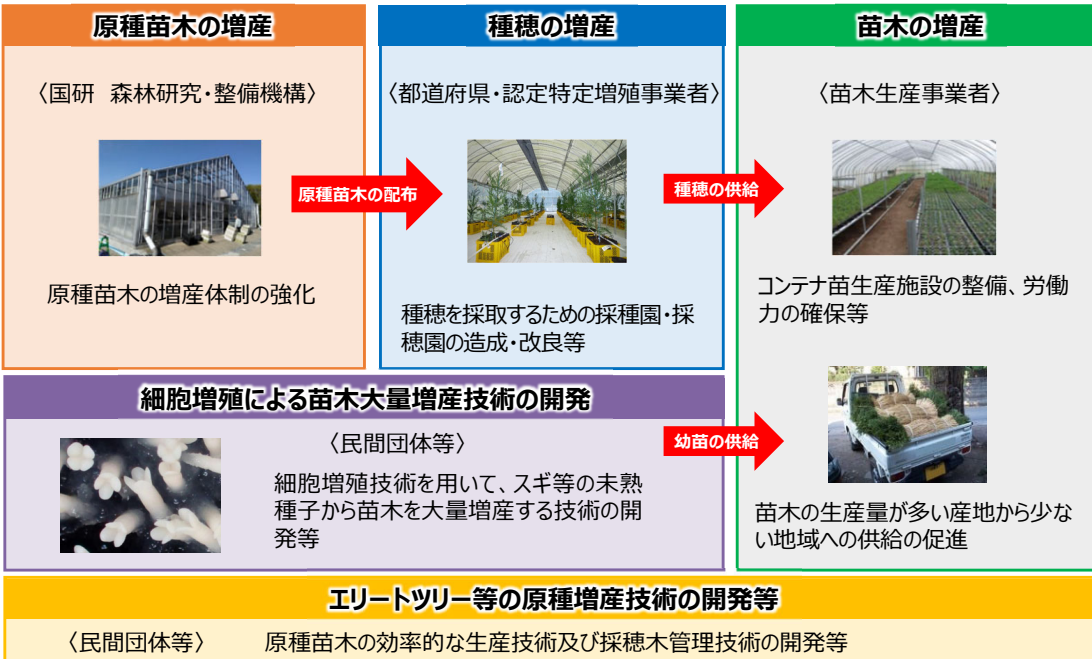 原種苗木の増産
〈国研 森林研究・整備機構〉
原種苗木の増産体制の強化
原種苗木の配布
種穂の増産
〈都道府県・認定特定増殖事業者〉
種穂を採取するための採種園・採
穂園の造成・改良等
種穂の供給
苗木の増産
〈苗木生産事業者〉
コンテナ苗生産施設の整備、労働
力の確保等
苗木の生産量が多い産地から少な
い地域への供給の促進
細胞増殖による苗木大量増産技術の開発
〈民間団体等〉
細胞増殖技術を用いて、スギ等の未熟
種子から苗木を大量増産する技術の開
発等
幼苗の供給
エリートツリー等の原種増産技術の開発等
〈民間団体等〉 原種苗木の効率的な生産技術及び採穂木管理技術の開発等